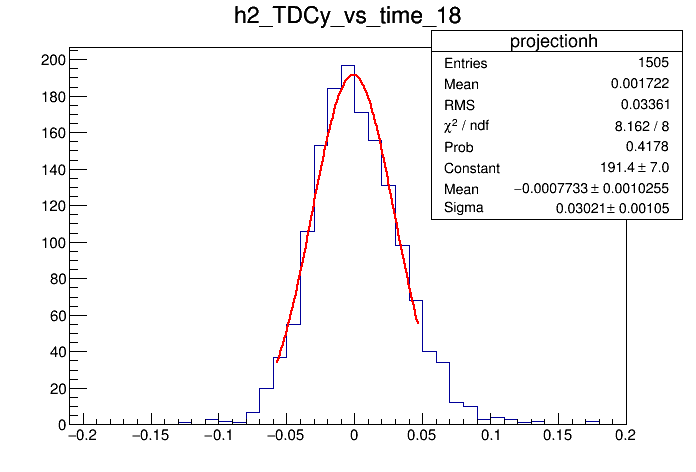 h2_TDCy_vs_time_18
projectionh
Entries 1505
Mean 0.001722
RMS 0.03361
χ² / ndf 8.162 / 8
Prob 0.4178
Constant 191.4 ± 7.0
Mean −0.0007733 ± 0.0010255
Sigma 0.03021 ± 0.00105
200
180
160
140
120
100
80
60
40
20
0
−0.2 −0.15 −0.1 −0.05 0 0.05 0.1 0.15 0.2